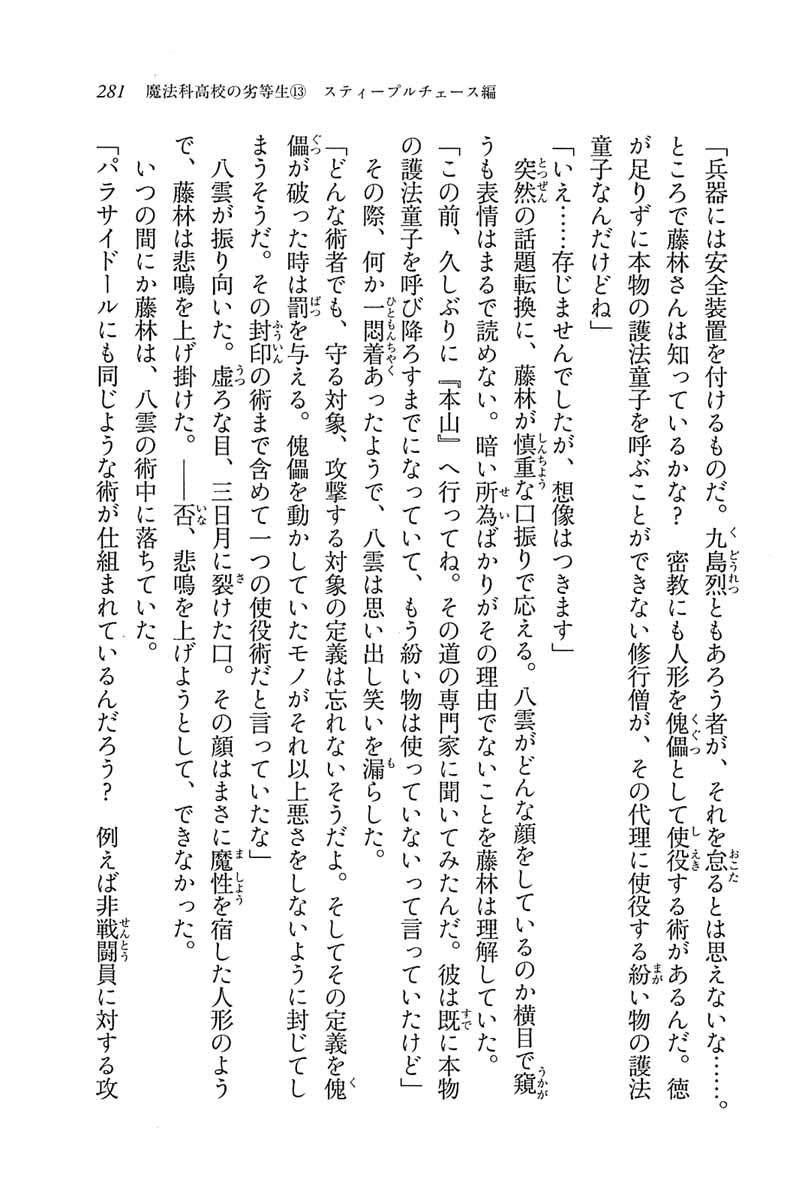 281　魔法科高校の劣等生⑬　スティープルチェース編
「兵器には安全装置を付けるものだ。九島烈ともあろう者が、それを怠るとは思えないな……。
ところで藤林さんは知っているかな？　密教にも人形を傀儡として使役する術があるんだ。徳
が足りずに本物の護法童子を呼ぶことができない修行僧が、その代理に使役する紛い物の護法
童子なんだけどね」
「いえ……存じませんでしたが、想像はつきます」
　突然の話題転換に、藤林が慎重な口振りで応える。八雲がどんな顔をしているのか横目で窺
うも表情はまるで読めない。暗い所為ばかりがその理由でないことを藤林は理解していた。
「この前、久しぶりに『本山』へ行ってね。その道の専門家に聞いてみたんだ。彼は既に本物
の護法童子を呼び降ろすまでになっていて、もう紛い物は使っていないって言っていたけど」
　その際、何か一悶着あったようで、八雲は思い出し笑いを漏らした。
「どんな術者でも、守る対象、攻撃する対象の定義は忘れないそうだよ。そしてその定義を傀
儡が破った時は罰を与える。傀儡を動かしていたモノがそれ以上悪さをしないように封じてし
まうそうだ。その封印の術まで含めて一つの使役術だと言っていたな」
　八雲が振り向いた。虚ろな目、三日月に裂けた口。その顔はまさに魔性を宿した人形のよう
で、藤林は悲鳴を上げ掛けた。――否、悲鳴を上げようとして、できなかった。
　いつの間にか藤林は、八雲の術中に落ちていた。
「パラサイドールにも同じような術が仕組まれているんだろう？　例えば非戦闘員に対する攻